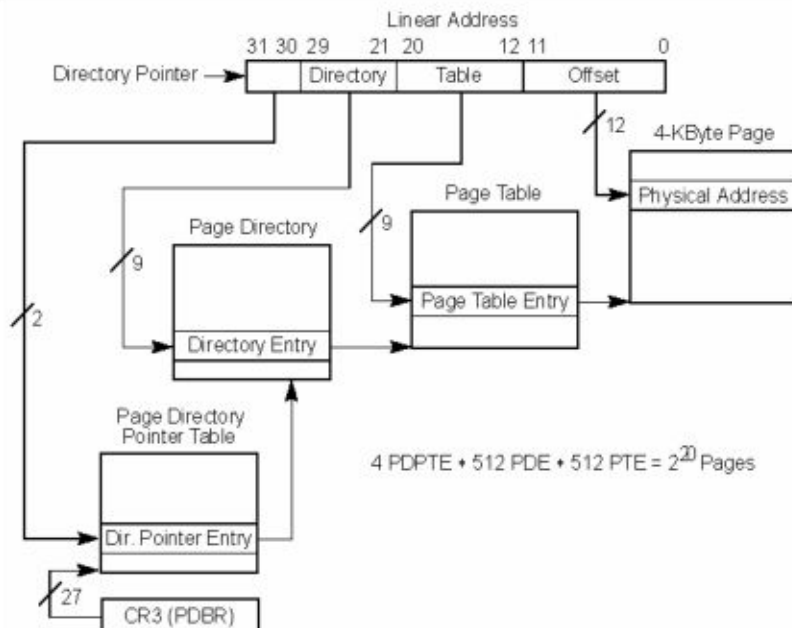 Linear Address
31 30 29 21 20 12 11 0
Directory Pointer
Directory
Table
Offset
12
4-KByte Page
Physical Address
Page Table
9
Page Table Entry
Page Directory
9
Directory Entry
2
Page Directory
Pointer Table
Dir. Pointer Entry
4 PDPTE * 512 PDE * 512 PTE = 2^20 Pages
27
CR3 (PDBR)